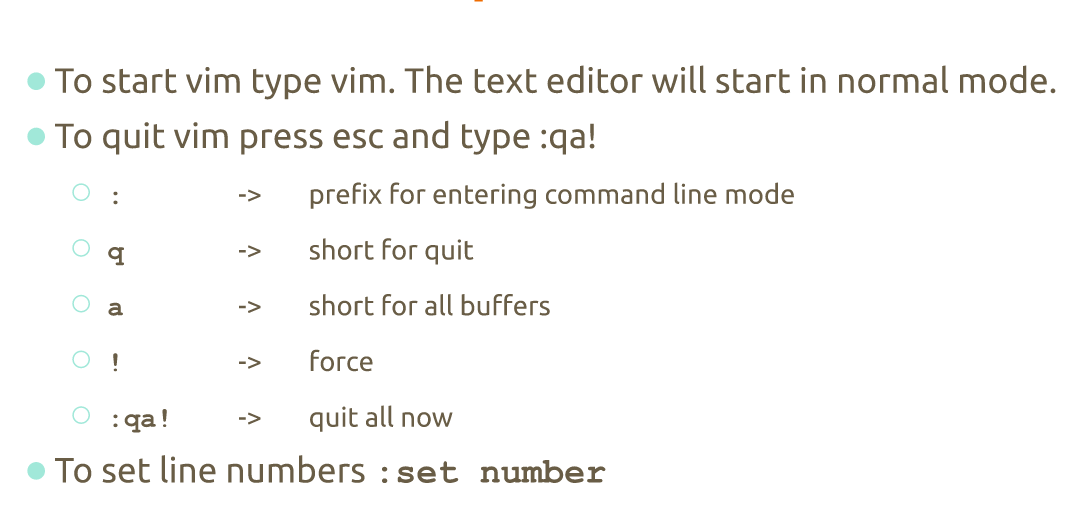 To start vim type vim. The text editor will start in normal mode.
To quit vim press esc and type :qa!
: -> prefix for entering command line mode
q -> short for quit
a -> short for all buffers
! -> force
:qa! -> quit all now
To set line numbers :set number